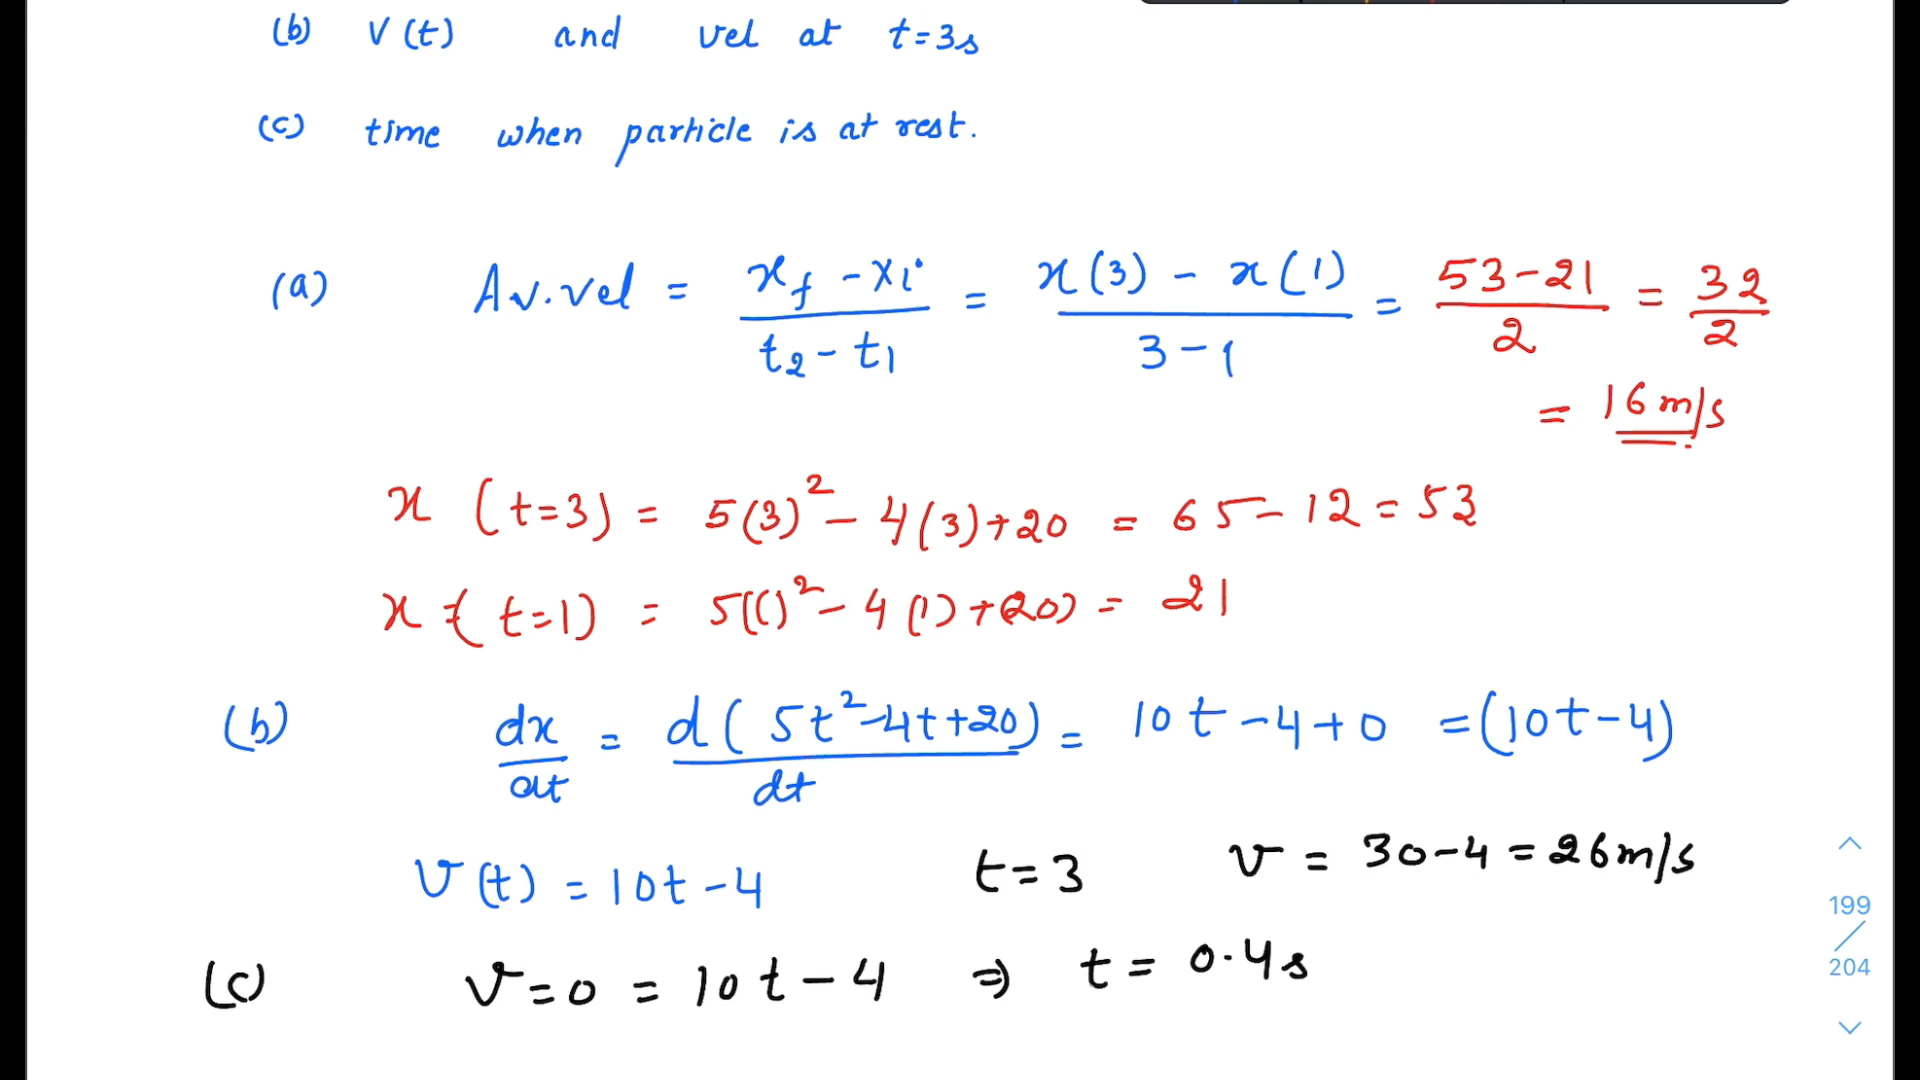 (b) V(t) and vel at t=3s
(c) time when particle is at rest.
(a) Av. vel = (xf - xi)/(t2 - t1) = (x(3) - x(1))/(3-1) = (53-21)/2 = 32/2
= 16 m/s
x (t=3) = 5(3)² - 4(3)+20 = 65-12 = 53
x (t=1) = 5(1)² - 4(1)+20 = 21
(b) dx/dt = d(5t²-4t+20)/dt = 10t-4+0 = (10t-4)
v(t) = 10t-4 t=3 v = 30-4 = 26m/s
(c) v=0 = 10t-4 ⇒ t = 0.4s
199
/
204